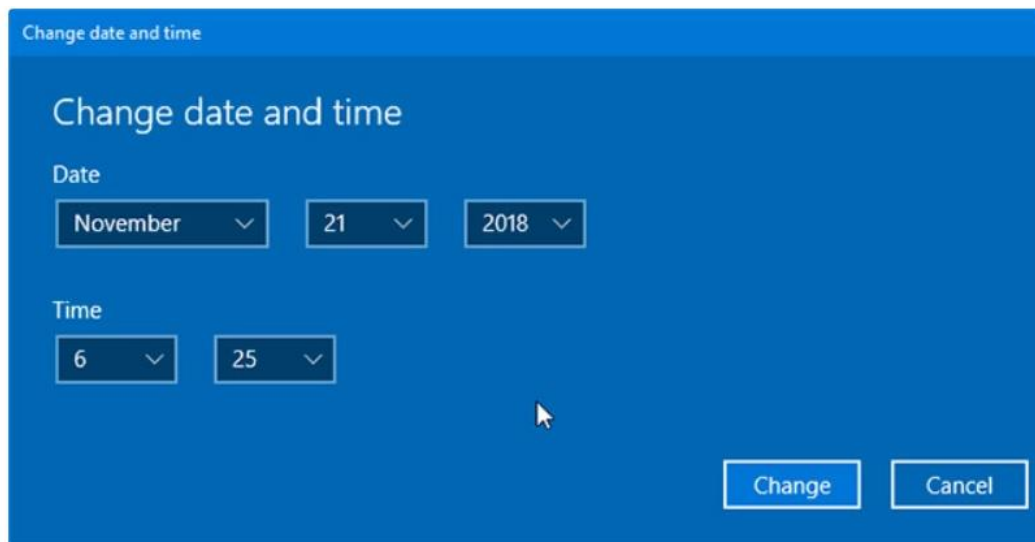 Change date and time
Change date and time
Date
November 21 2018
Time
6 25
Change Cancel